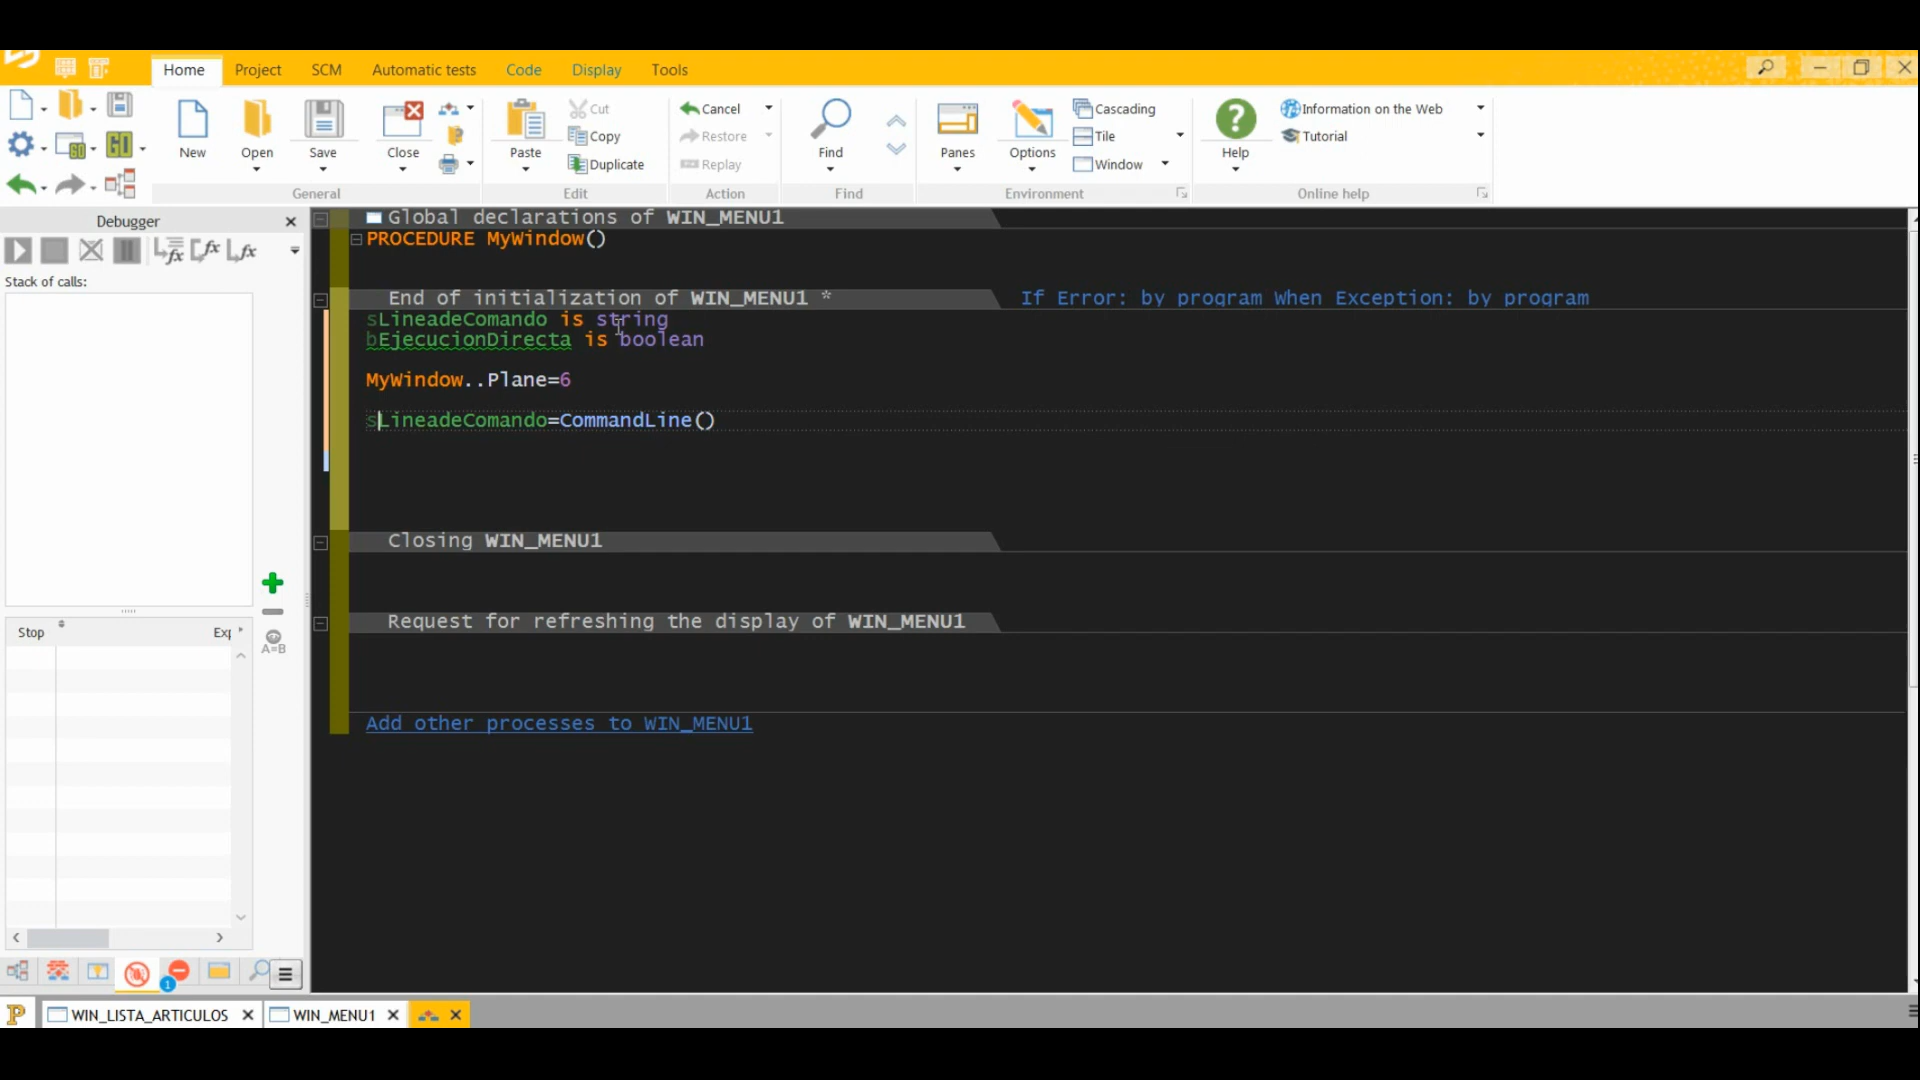 Home Project SCM Automatic tests Code Display Tools
New Open Save Close Paste Cut Copy Duplicate Cancel Restore Replay Find Panes Options Cascading Tile Window Help Information on the Web Tutorial
General Edit Action Find Environment Online help
Debugger
Stack of calls:
Stop Exp
A=B
1
Global declarations of WIN_MENU1
PROCEDURE MyWindow()
End of initialization of WIN_MENU1 * If Error: by program When Exception: by program
sLineadeComando is string
bEjecucionDirecta is boolean
MyWindow..Plane=6
sLineadeComando=CommandLine()
Closing WIN_MENU1
Request for refreshing the display of WIN_MENU1
Add other processes to WIN_MENU1
WIN_LISTA_ARTICULOS WIN_MENU1